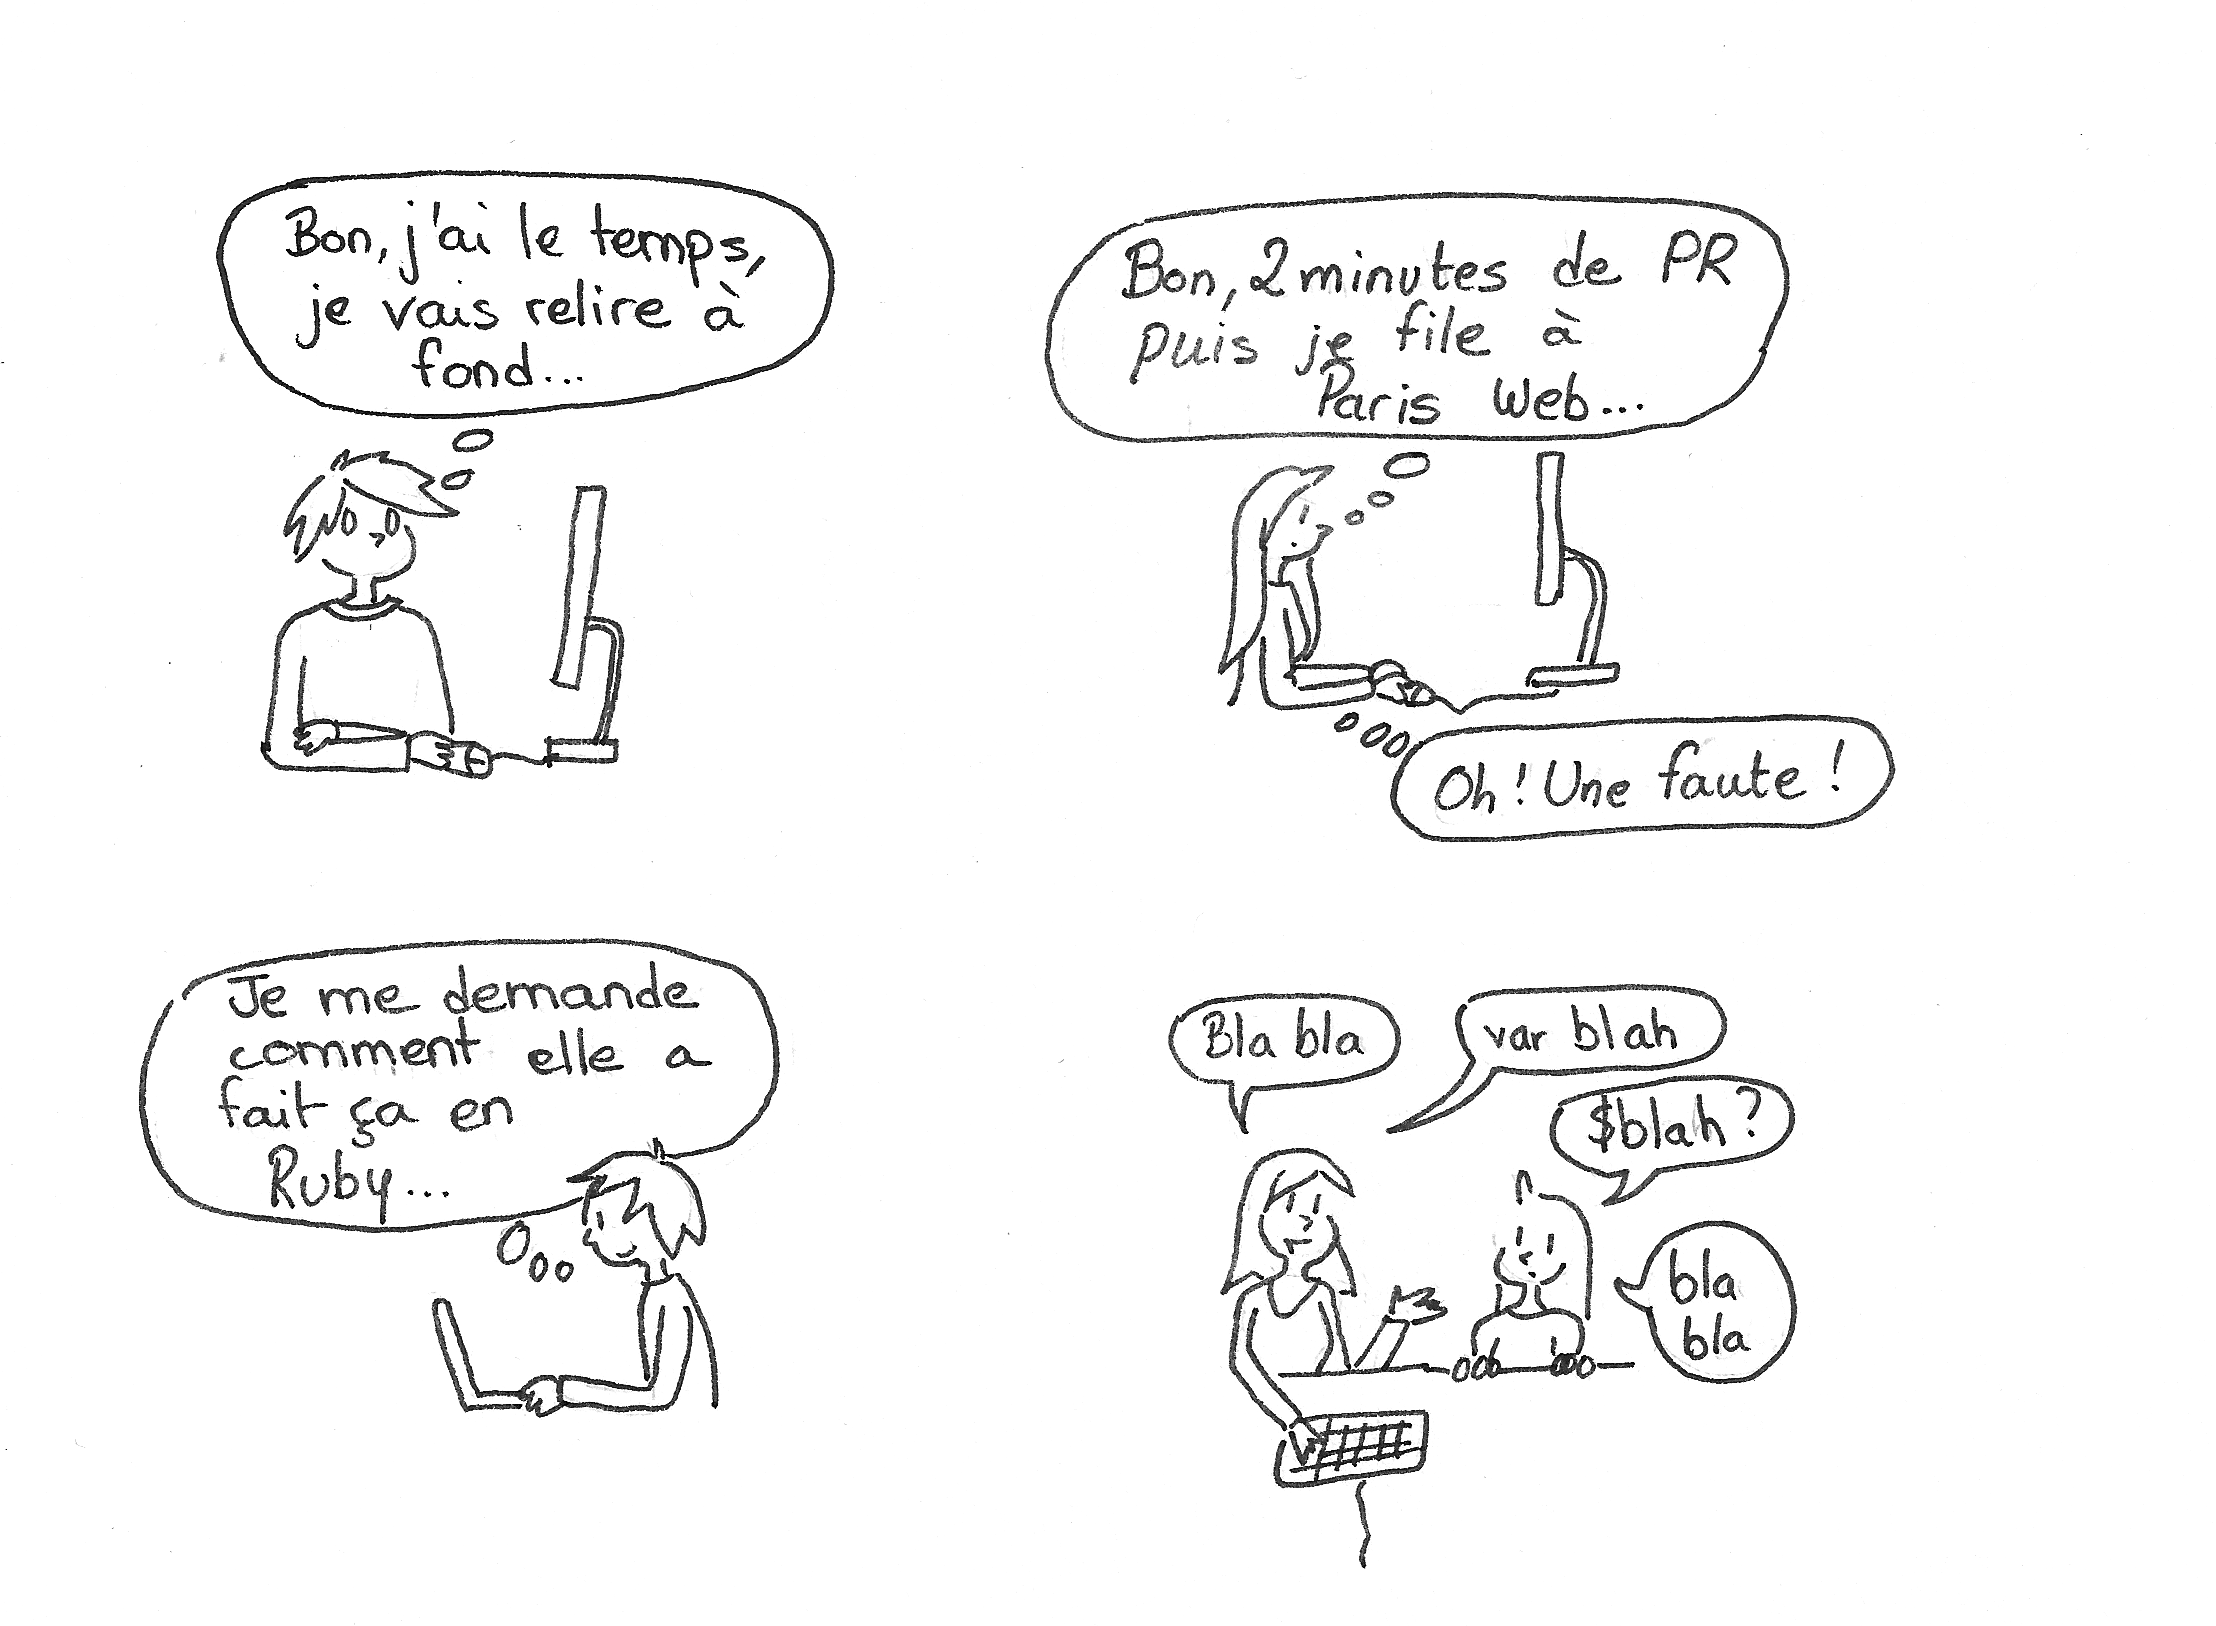 Bon, j'ai le temps,
je vais relire à
fond...
Bon, 2 minutes de PR
puis je file à
Paris Web...
Oh! Une faute !
Je me demande
comment elle a
fait ça en
Ruby...
Bla bla
var blah
$blah?
bla
bla